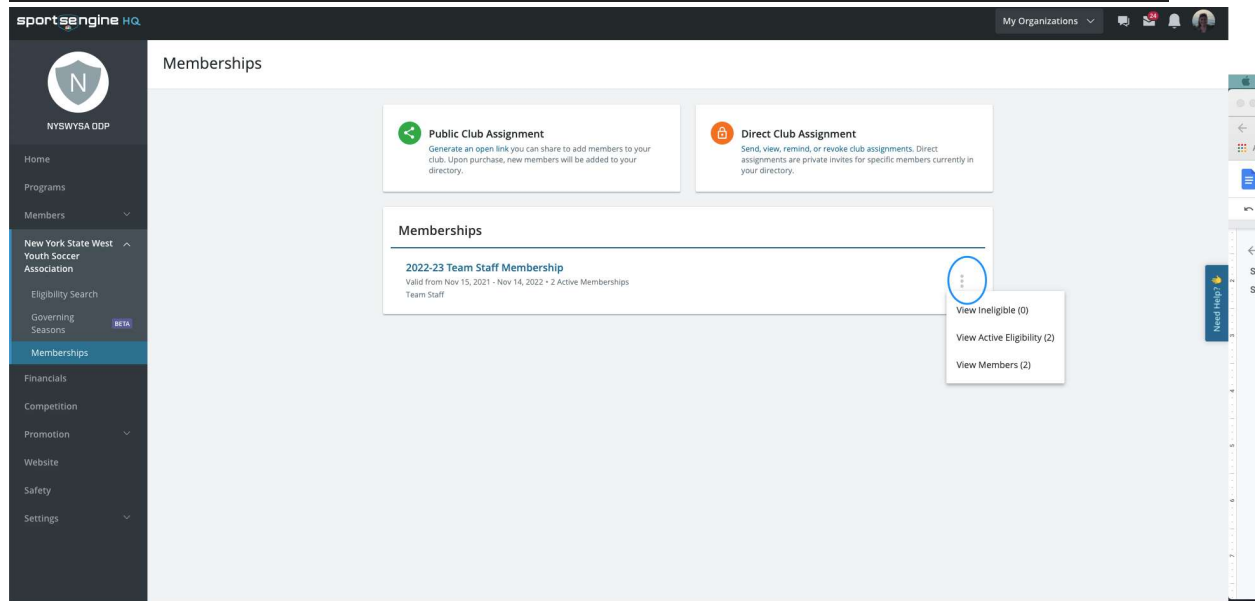 sportsengine HQ
My Organizations
24
N
NYSWYSA ODP
Home
Programs
Members
New York State West
Youth Soccer
Association
Eligibility Search
Governing
Seasons
BETA
Memberships
Financials
Competition
Promotion
Website
Safety
Settings
Memberships
Public Club Assignment
Generate an open link you can share to add members to your
club. Upon purchase, new members will be added to your
directory.
Direct Club Assignment
Send, view, remind, or revoke club assignments. Direct
assignments are private invites for specific members currently in
your directory.
Memberships
2022-23 Team Staff Membership
Valid from Nov 15, 2021 - Nov 14, 2022 • 2 Active Memberships
Team Staff
View Ineligible (0)
View Active Eligibility (2)
View Members (2)
Need Help?
S
S